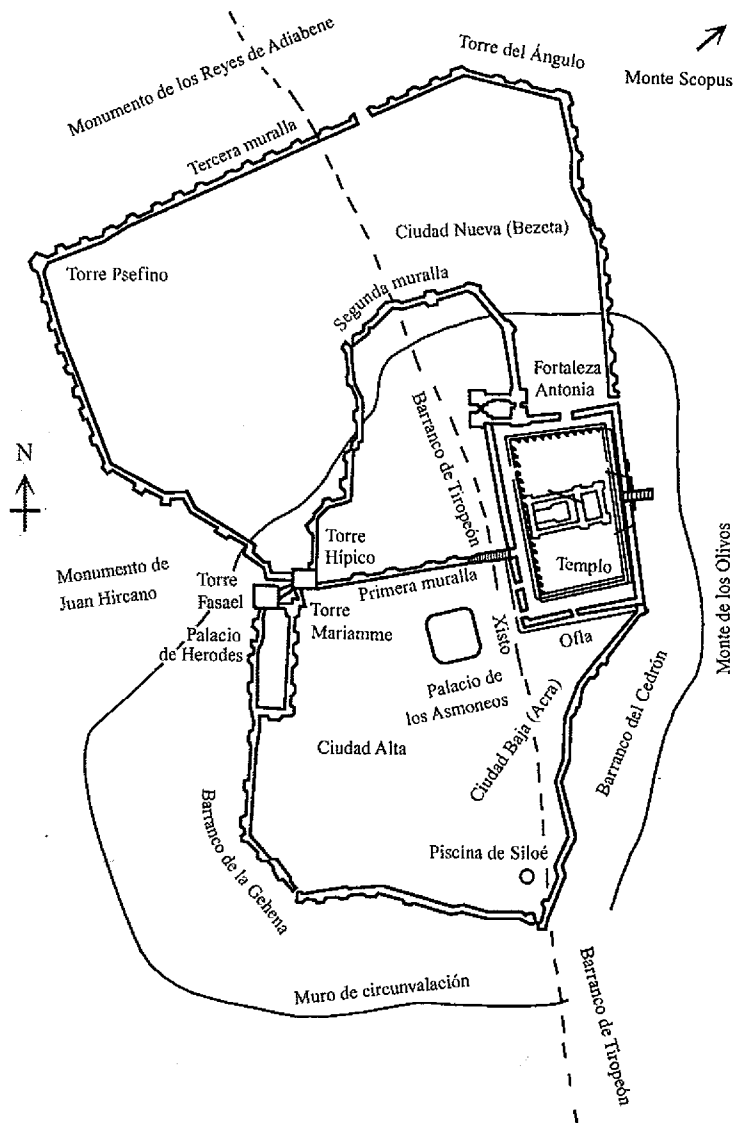 Torre del Ángulo
Monte Scopus
Monumento de los Reyes de Adiabene
Tercera muralla
Ciudad Nueva (Bezeta)
Torre Psefino
Segunda muralla
Fortaleza
Antonia
Barranco de Tiropeón
N
Torre
Hípico
Templo
Monumento de
Juan Hircano
Torre
Fasael
Primera muralla
Torre
Mariamme
Xisto
Ofla
Monte de los Olivos
Palacio
de Herodes
Palacio de
los Asmoneos
Ciudad Baja (Acra)
Barranco del Cedrón
Ciudad Alta
Barranco de la Gehena
Piscina de Siloé
Muro de circunvalación
Barranco de Tiropeón